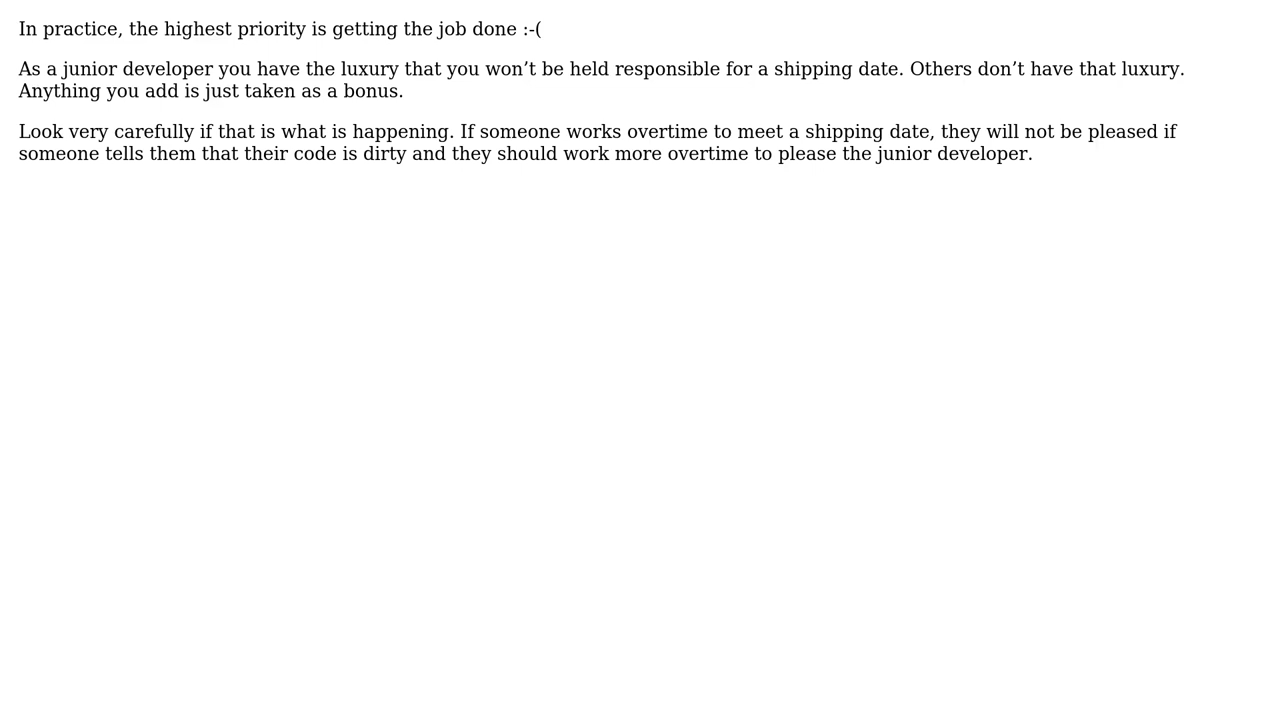 In practice, the highest priority is getting the job done :-(
As a junior developer you have the luxury that you won’t be held responsible for a shipping date. Others don’t have that luxury.
Anything you add is just taken as a bonus.
Look very carefully if that is what is happening. If someone works overtime to meet a shipping date, they will not be pleased if
someone tells them that their code is dirty and they should work more overtime to please the junior developer.